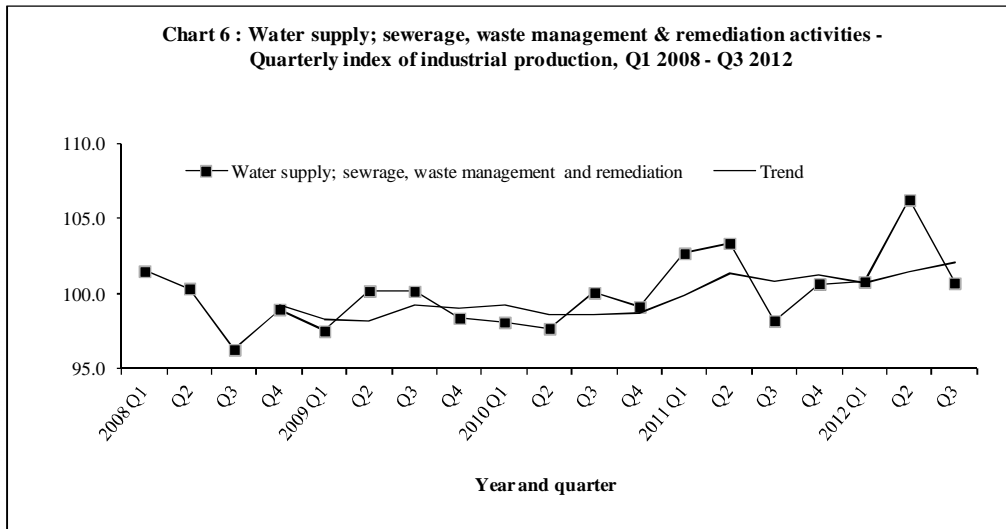 Chart 6 : Water supply; sewerage, waste management & remediation activities -
Quarterly index of industrial production, Q1 2008 - Q3 2012
110.0
105.0
100.0
95.0
Water supply; sewrage, waste management and remediation
Trend
2008 Q1
Q2
Q3
Q4
2009 Q1
Q2
Q3
Q4
2010 Q1
Q2
Q3
Q4
2011 Q1
Q2
Q3
Q4
2012 Q1
Q2
Q3
Year and quarter